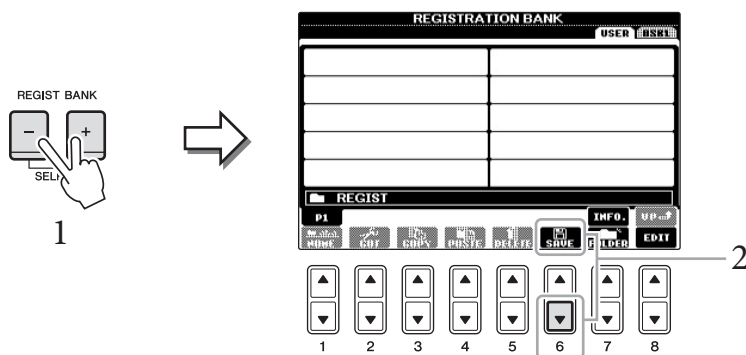 REGISTRATION BANK
USER USB1
REGIST BANK
- +
1
REGIST
P1 INFO. UP
NAME CUT COPY PASTE DELETE SAVE FOLDER EDIT
2
1 2 3 4 5 6 7 8